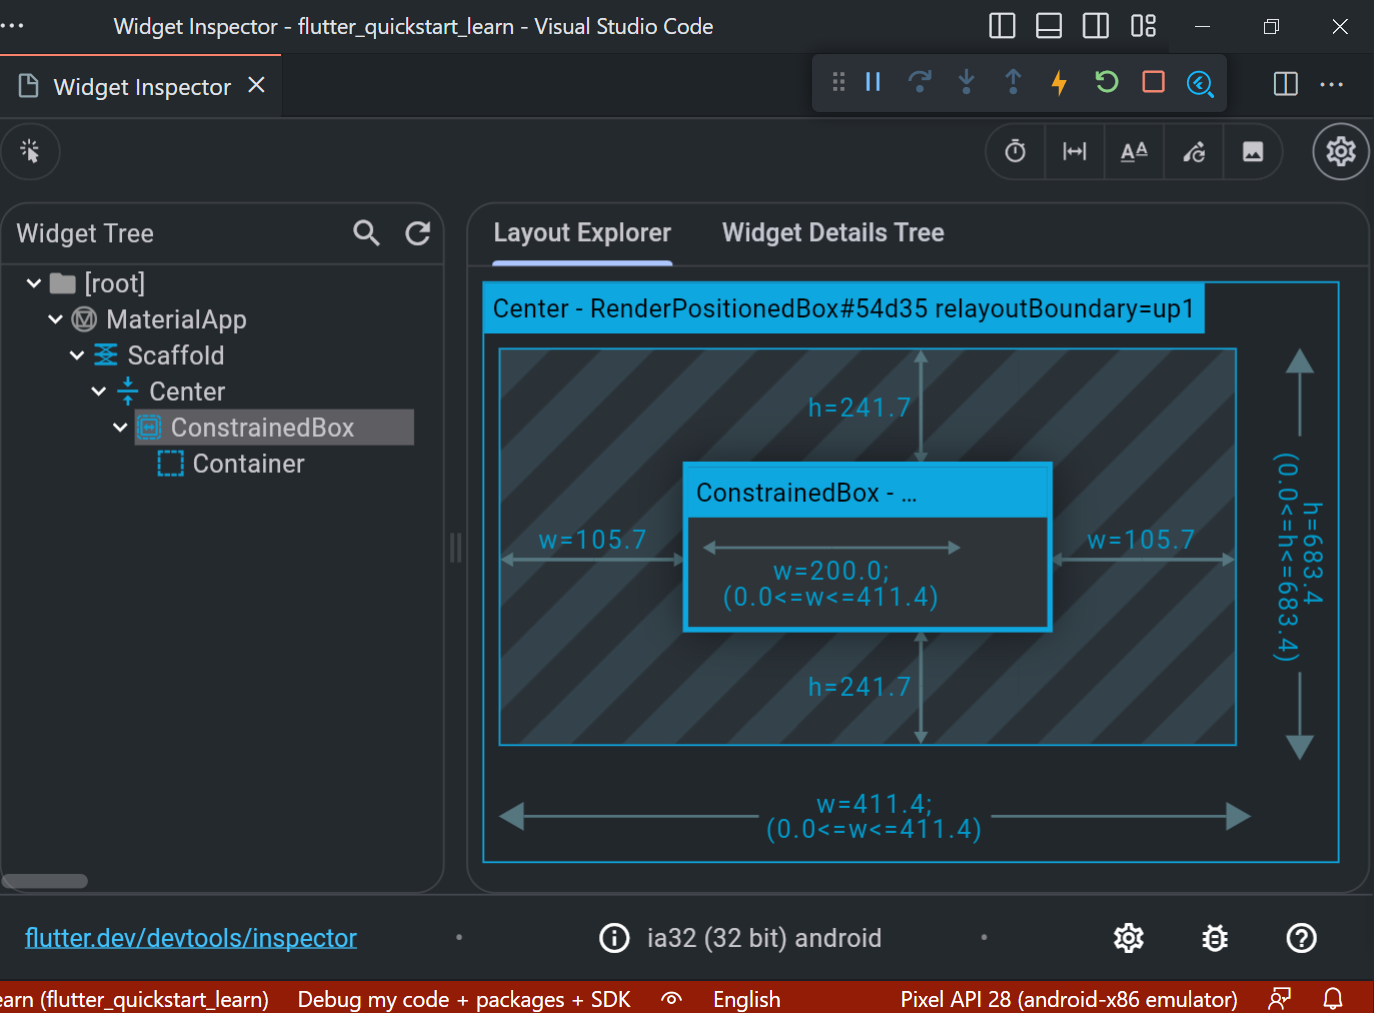 Widget Inspector - flutter_quickstart_learn - Visual Studio Code
Widget Inspector
AA
Widget Tree
[root]
MaterialApp
Scaffold
Center
ConstrainedBox
Container
Layout Explorer
Widget Details Tree
Center - RenderPositionedBox#54d35 relayoutBoundary=up1
h=241.7
ConstrainedBox - ...
w=105.7
w=200.0;
(0.0<=w<=411.4)
w=105.7
h=241.7
h=683.4
(0.0<=h<=683.4)
w=411.4;
(0.0<=w<=411.4)
flutter.dev/devtools/inspector
ia32 (32 bit) android
earn (flutter_quickstart_learn)
Debug my code + packages + SDK
English
Pixel API 28 (android-x86 emulator)